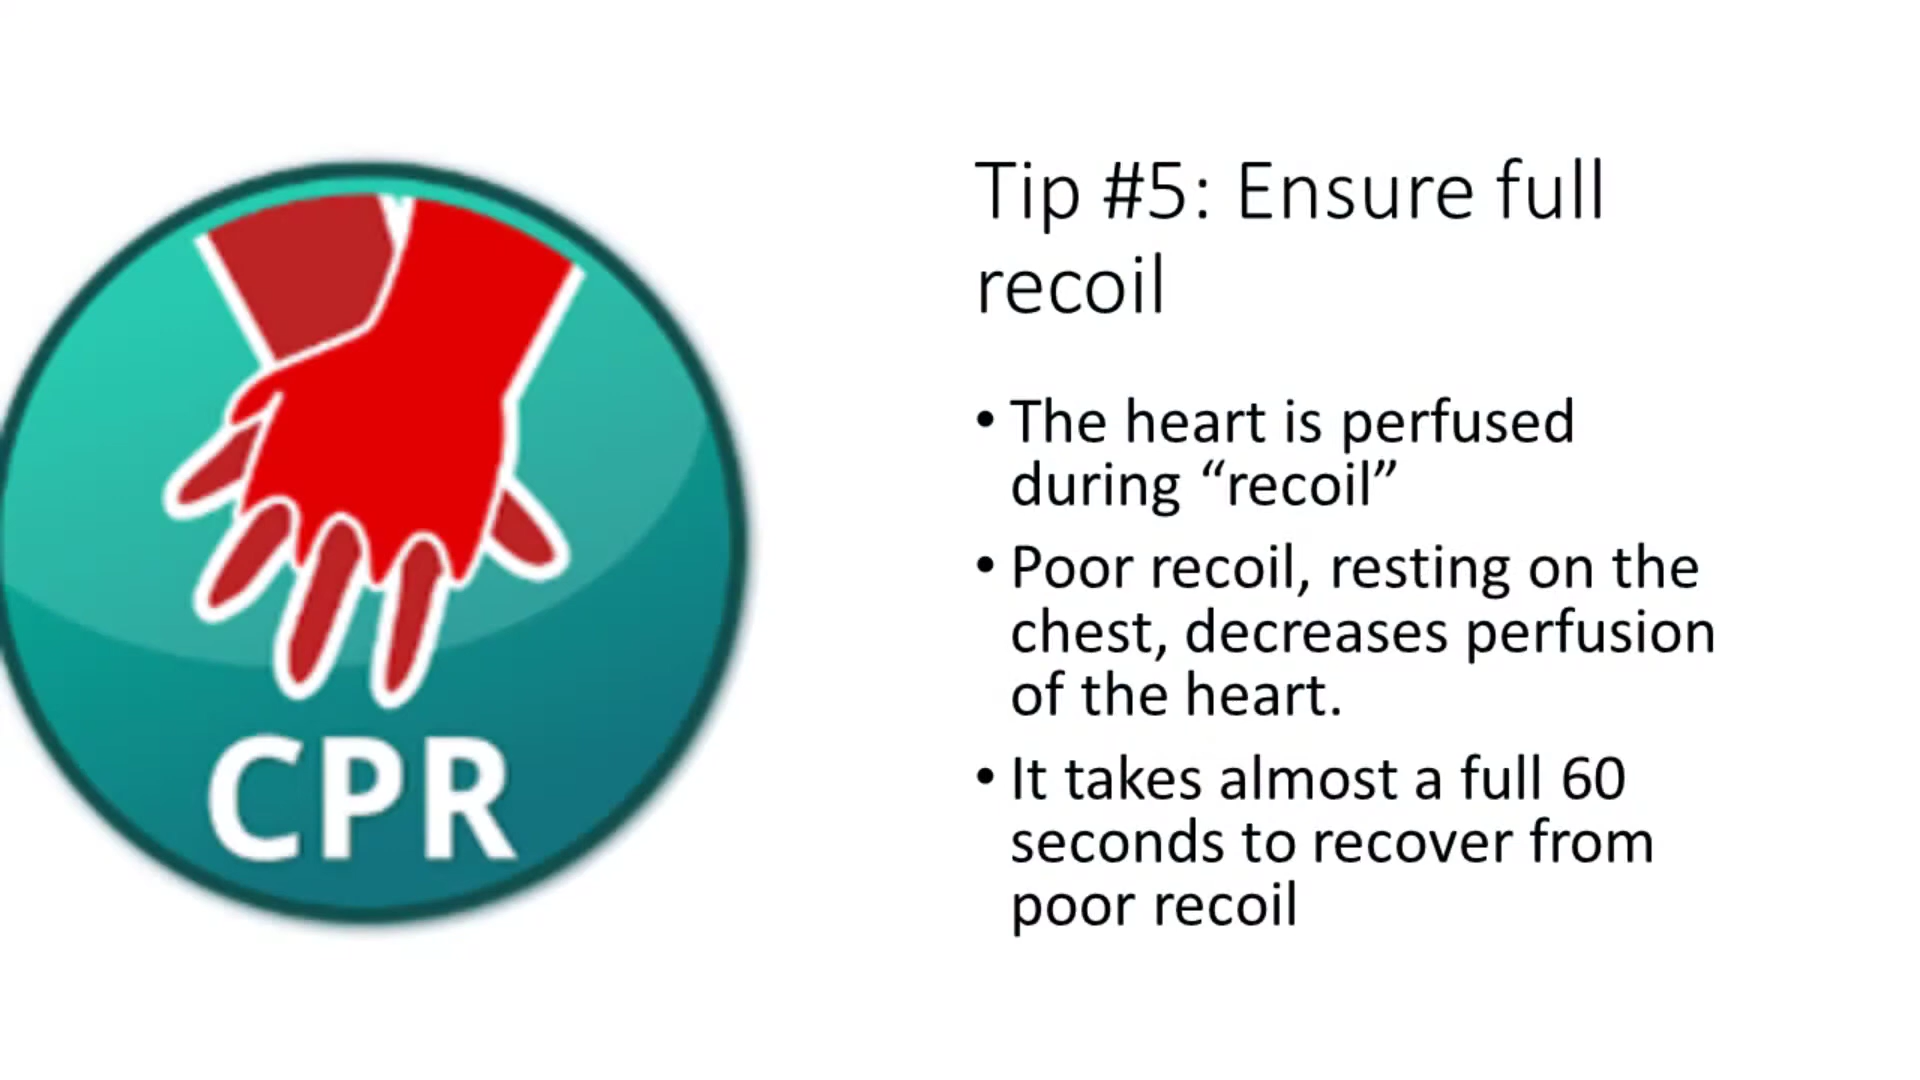 Tip #5: Ensure full
recoil
• The heart is perfused
during “recoil”
• Poor recoil, resting on the
chest, decreases perfusion
of the heart.
• It takes almost a full 60
seconds to recover from
poor recoil
CPR